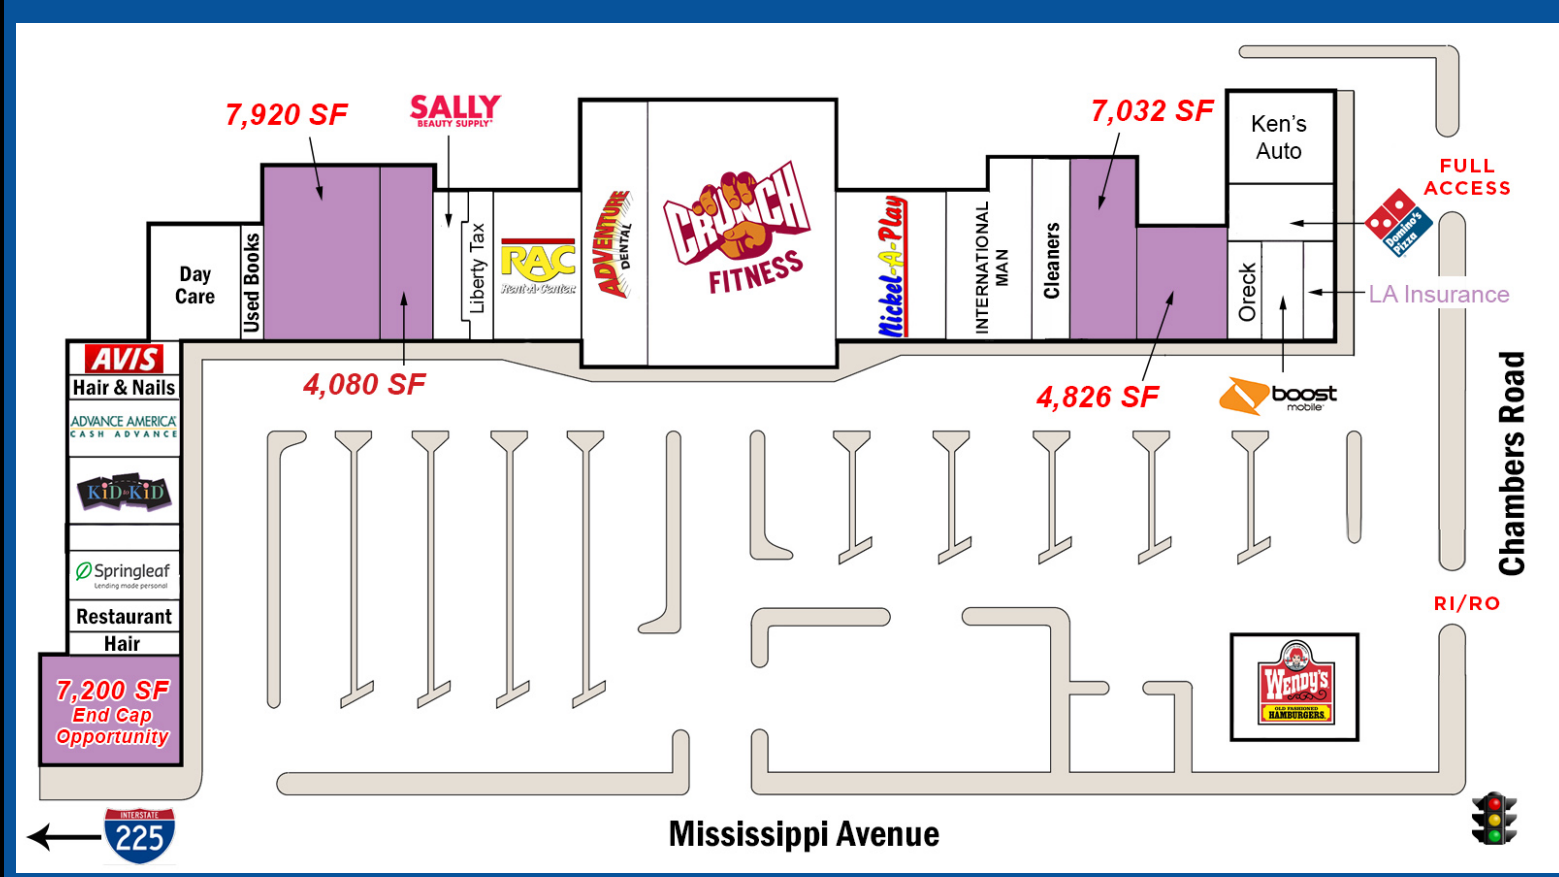 7,920 SF
SALLY
BEAUTY SUPPLY
7,032 SF
Ken's
Auto
FULL
ACCESS
Domino's
Pizza
Day
Care
Used Books
Liberty Tax
RAC
Rent-A-Center
ADVENTURE
DENTAL
CRUNCH
FITNESS
Nickel-A-Play
INTERNATIONAL
MAN
Cleaners
Oreck
LA Insurance
AVIS
Hair & Nails
ADVANCE AMERICA
CASH ADVANCE
KiD to KiD
Springleaf
Lending made personal
Restaurant
Hair
7,200 SF
End Cap
Opportunity
4,080 SF
4,826 SF
boost
mobile
Chambers Road
RI/RO
WENDY'S
OLD FASHIONED
HAMBURGERS
INTERSTATE
225
Mississippi Avenue